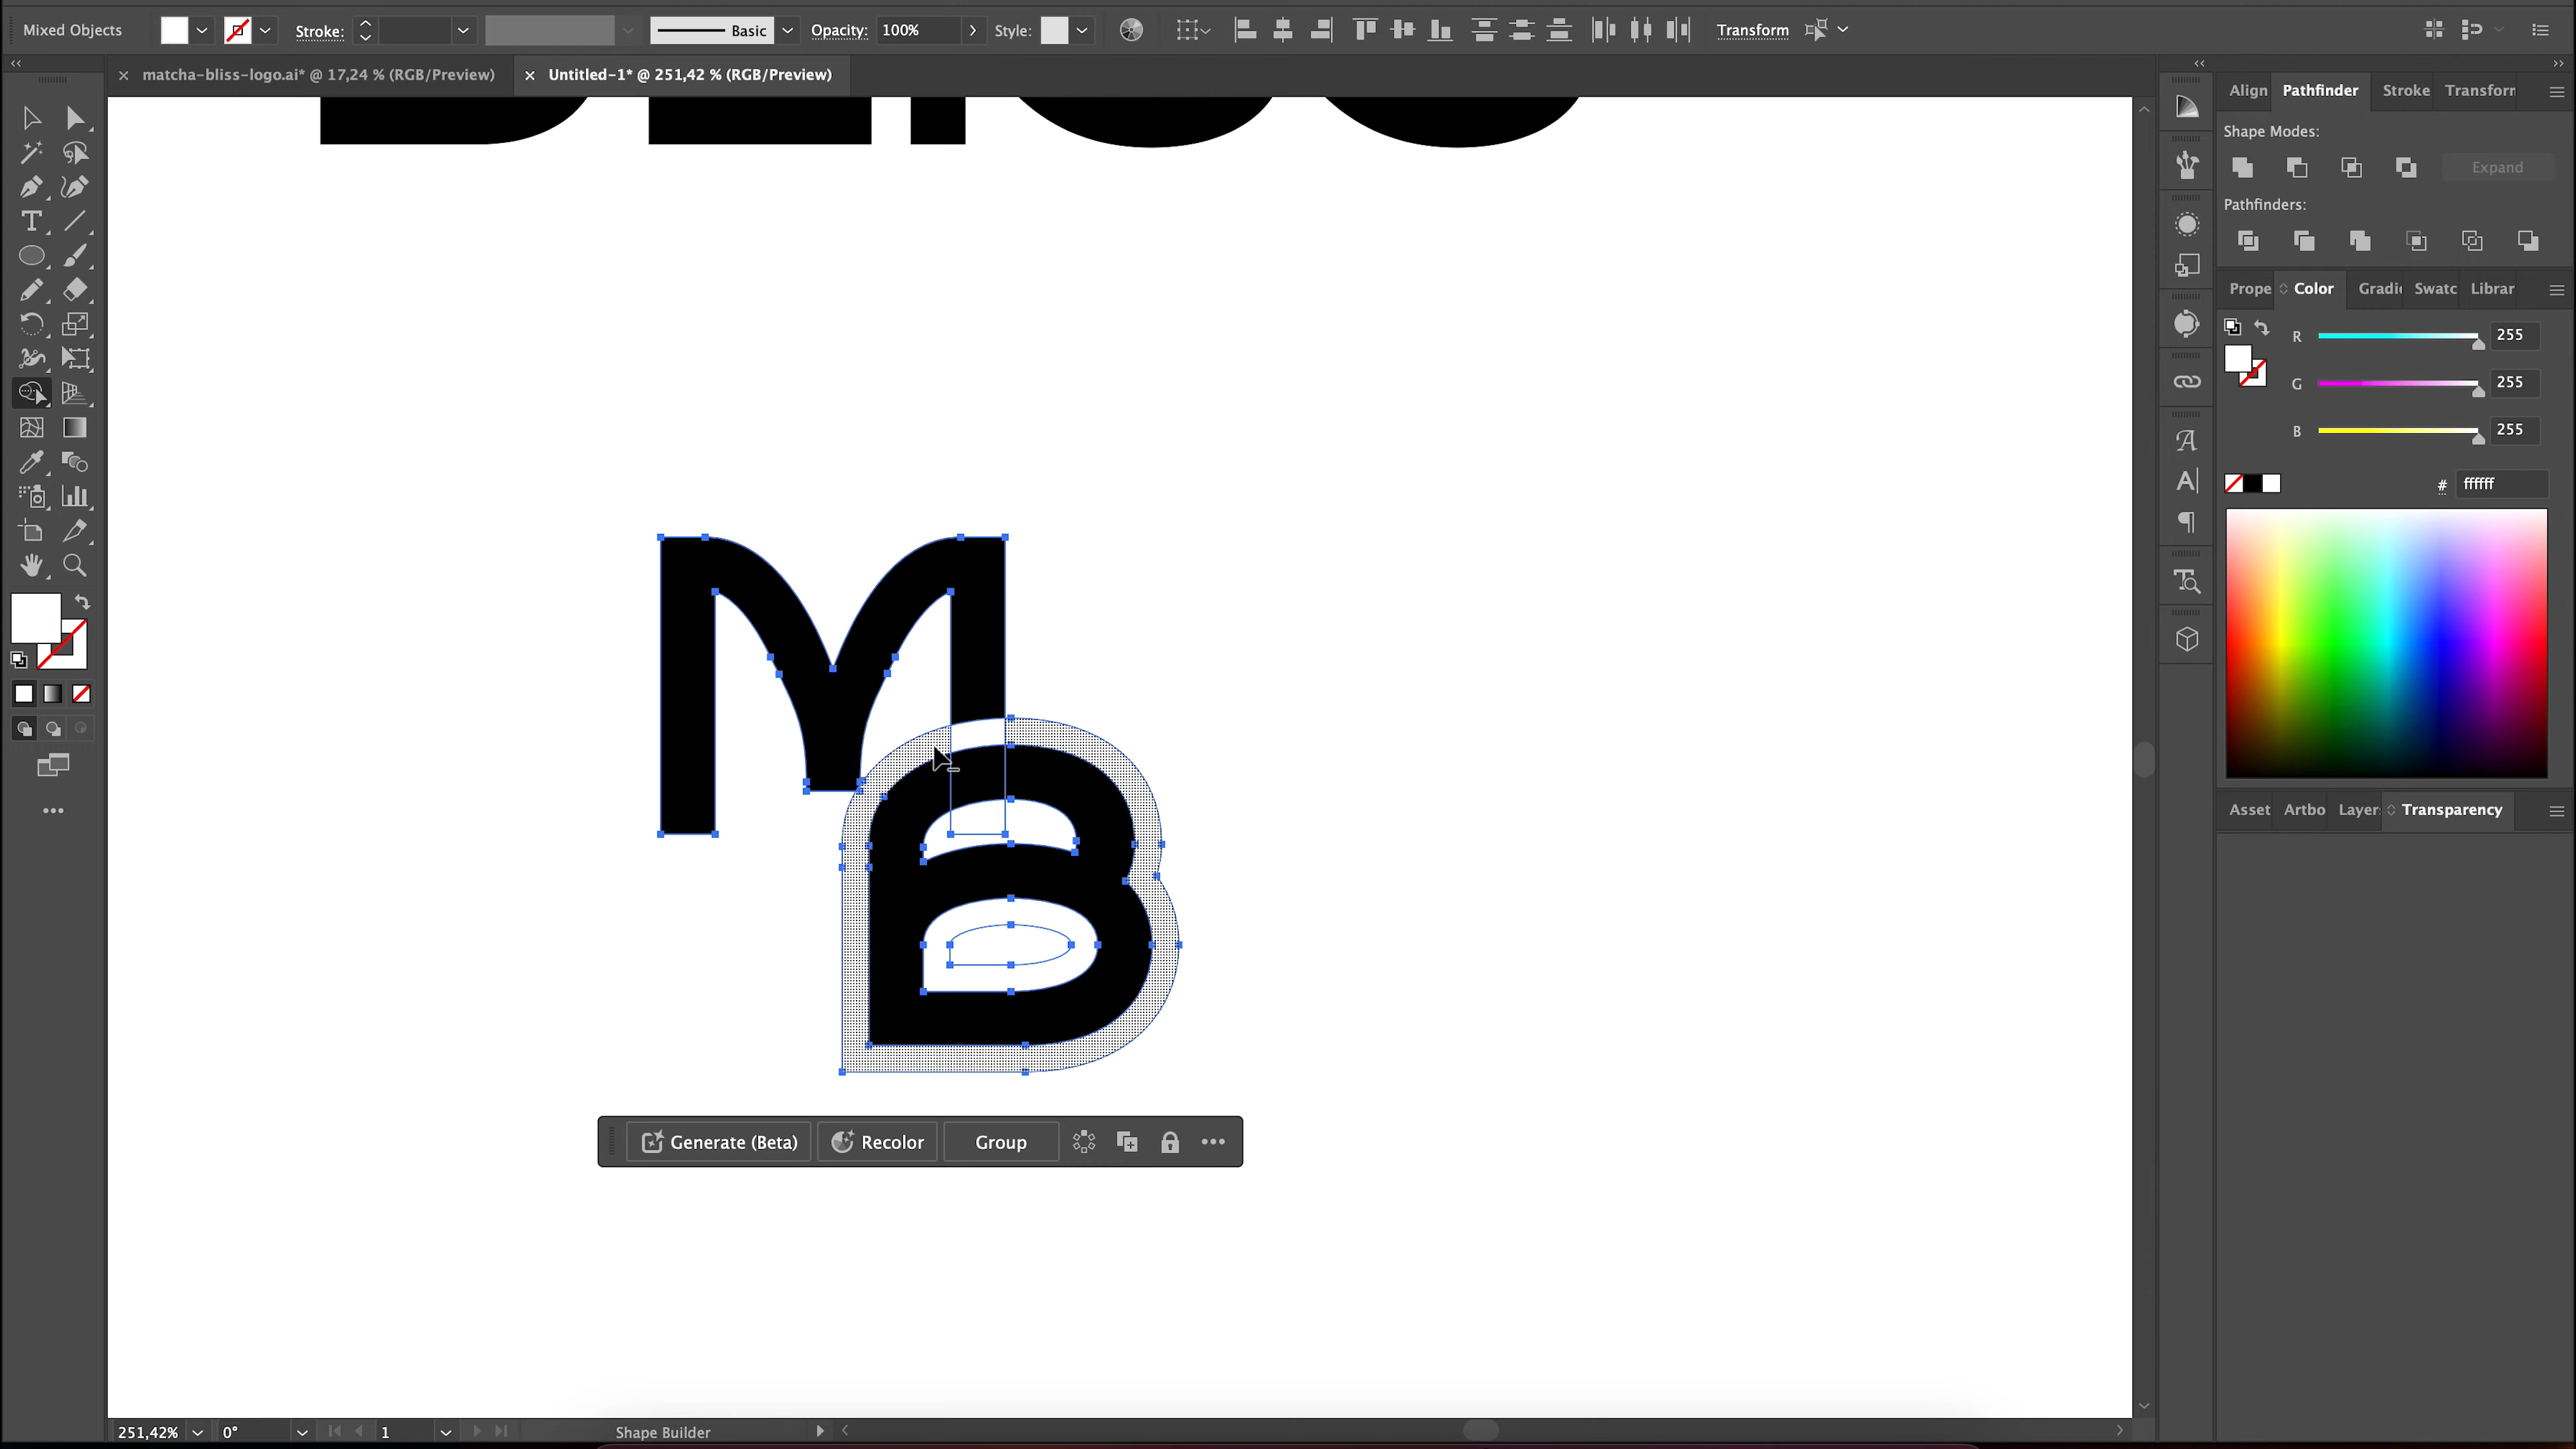 Mixed Objects Stroke: Basic Opacity: 100% Style: Transform
matcha-bliss-logo.ai* @ 17,24 % (RGB/Preview) Untitled-1* @ 251,42 % (RGB/Preview)
Align Pathfinder Stroke Transform
Shape Modes:
Expand
Pathfinders:
Prope Color Gradi Swatc Librar
R 255
G 255
B 255
# ffffff
M
B
Asset Artbo Layer Transparency
Generate (Beta) Recolor Group
251,42% 0° 1 Shape Builder